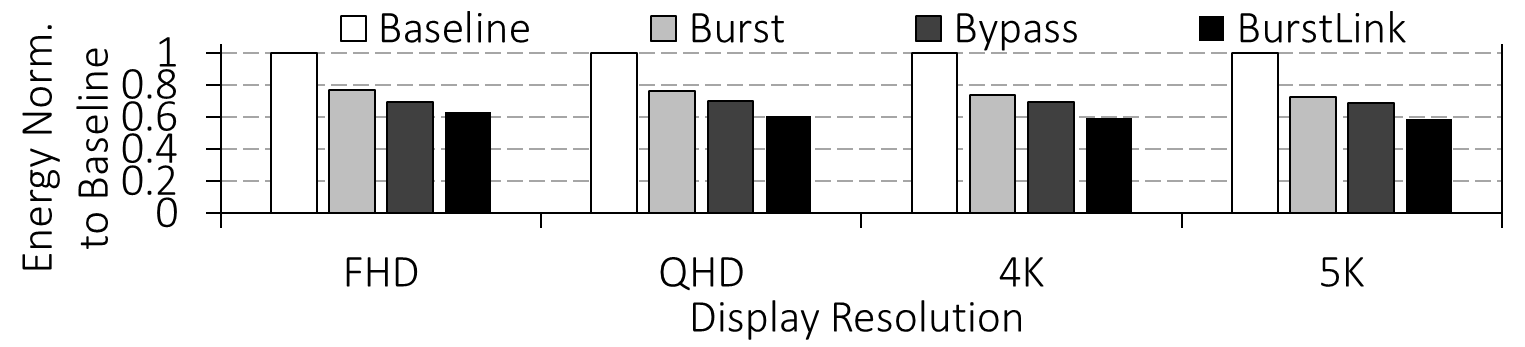 Energy Norm.
to Baseline
Baseline Burst Bypass BurstLink
1
0.8
0.6
0.4
0.2
0
FHD QHD 4K 5K
Display Resolution